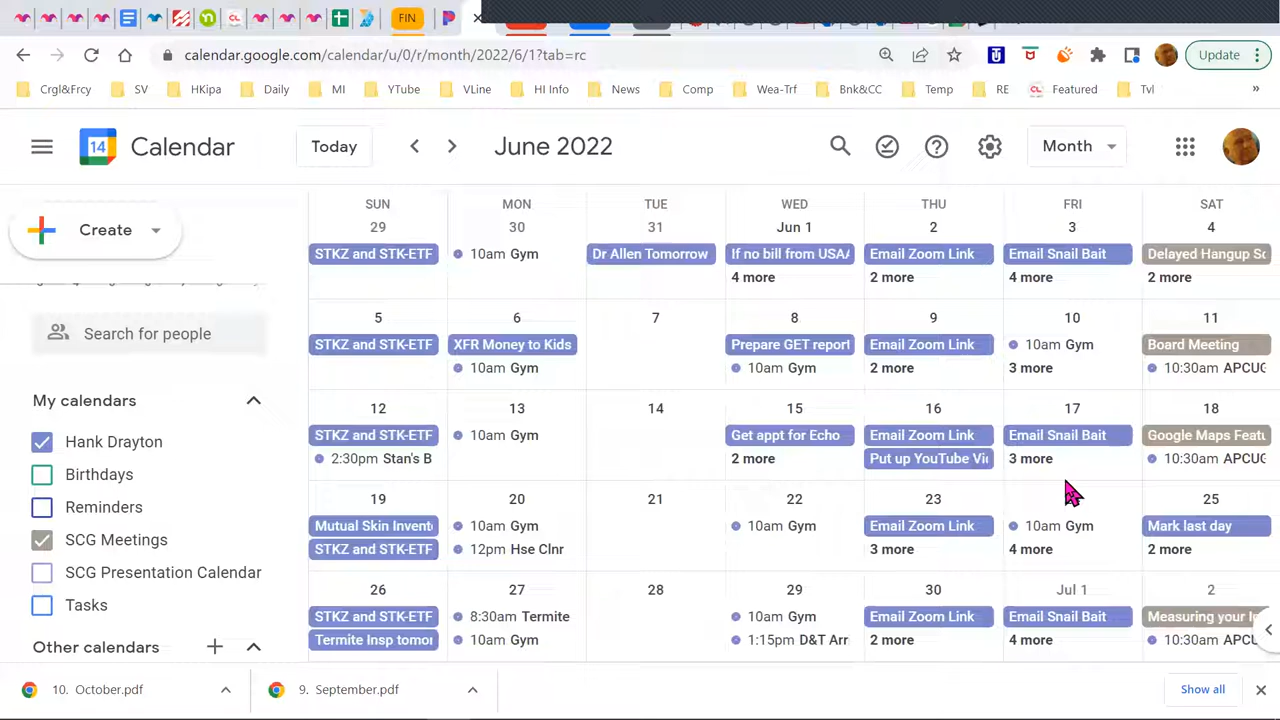 FIN
calendar.google.com/calendar/u/0/r/month/2022/6/1?tab=rc
Update
Crgl&Frcy SV HKipa Daily MI YTube VLine HI Info News Comp Wea-Trf Bnk&CC Temp RE Featured Tvl »
14 Calendar Today June 2022 Month
Create
SUN MON TUE WED THU FRI SAT
29 30 31 Jun 1 2 3 4
STKZ and STK-ETF 10am Gym Dr Allen Tomorrow If no bill from USAA Email Zoom Link Email Snail Bait Delayed Hangup Sc
4 more 2 more 4 more 2 more
Search for people
5 6 7 8 9 10 11
STKZ and STK-ETF XFR Money to Kids Prepare GET report Email Zoom Link 10am Gym Board Meeting
10am Gym 10am Gym 2 more 3 more 10:30am APCUG
My calendars
12 13 14 15 16 17 18
Hank Drayton
STKZ and STK-ETF 10am Gym Get appt for Echo Email Zoom Link Email Snail Bait Google Maps Featu
2:30pm Stan's B 2 more Put up YouTube Vic 3 more 10:30am APCUG
Birthdays
Reminders
19 20 21 22 23 24 25
Mutual Skin Invent 10am Gym 10am Gym Email Zoom Link 10am Gym Mark last day
STKZ and STK-ETF 12pm Hse Clnr 3 more 4 more 2 more
SCG Meetings
SCG Presentation Calendar
Tasks
26 27 28 29 30 Jul 1 2
STKZ and STK-ETF 8:30am Termite 10am Gym Email Zoom Link Email Snail Bait Measuring your I
Termite Insp tomor 10am Gym 1:15pm D&T Arr 2 more 4 more 10:30am APCUG
Other calendars
10. October.pdf 9. September.pdf Show all